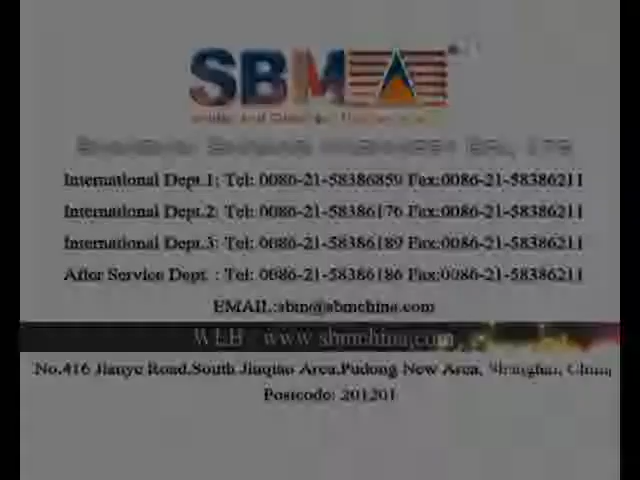 SBM
International Dept.1: Tel: 0086-21-58386859 Fax:0086-21-58386211
International Dept.2: Tel: 0086-21-58386176 Fax:0086-21-58386211
International Dept.3: Tel: 0086-21-58386189 Fax:0086-21-58386211
After Service Dept. : Tel: 0086-21-58386186 Fax:0086-21-58386211
EMAIL:sbm@sbmchina.com
WEB www.sbmchina.com
No.416 Jianye Road,South Jinqiao Area,Pudong New Area, Shanghai, China
Postcode: 201201